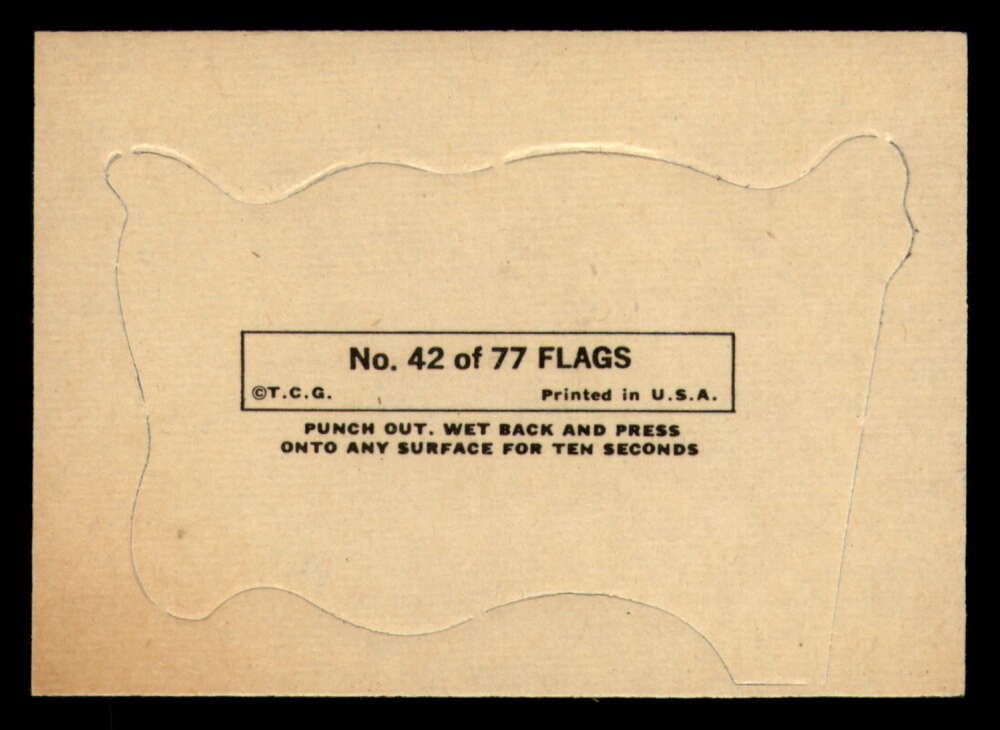 No. 42 of 77 FLAGS
©T.C.G. Printed in U.S.A.
PUNCH OUT. WET BACK AND PRESS
ONTO ANY SURFACE FOR TEN SECONDS